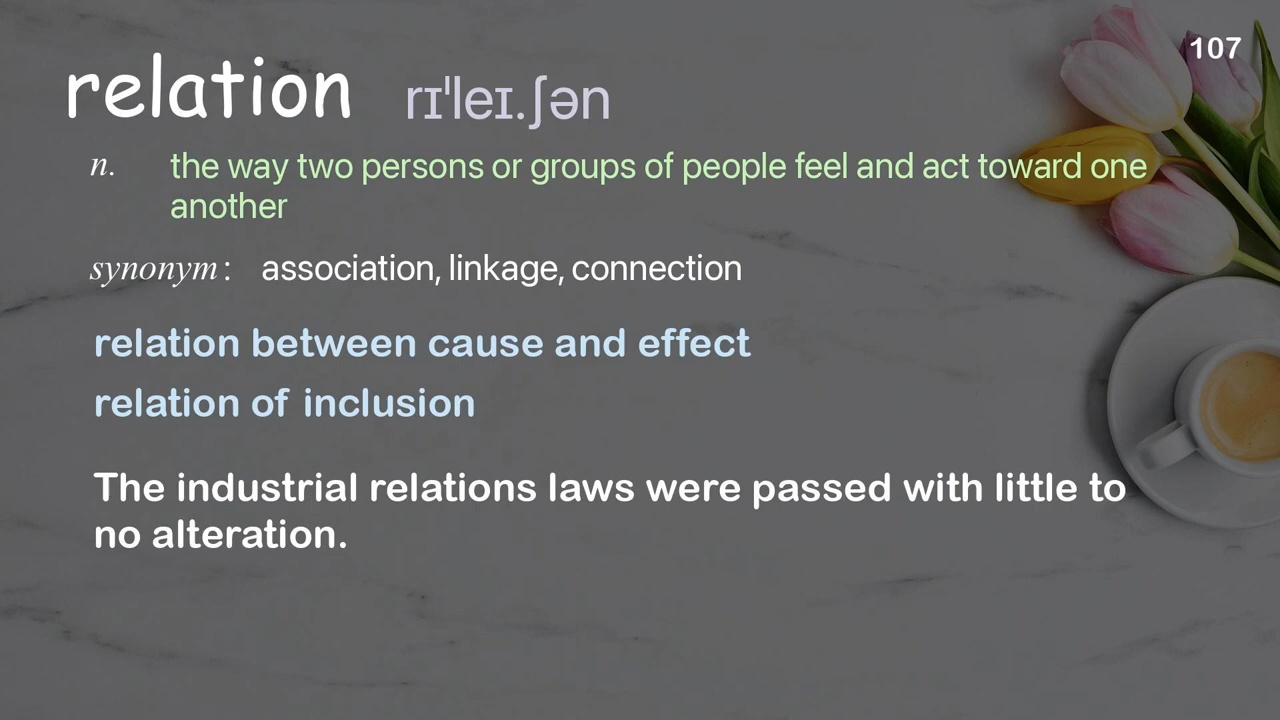 107
relation rɪˈleɪ.ʃən
n. the way two persons or groups of people feel and act toward one
another
synonym: association, linkage, connection
relation between cause and effect
relation of inclusion
The industrial relations laws were passed with little to
no alteration.